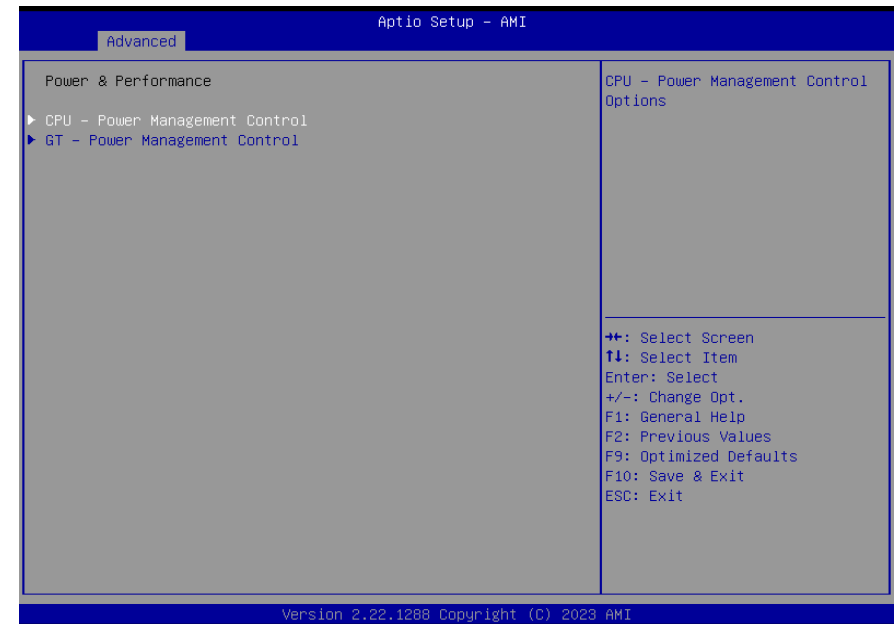 Aptio Setup – AMI
Advanced
Power & Performance
▶ CPU – Power Management Control
▶ GT – Power Management Control
CPU – Power Management Control
Options
→←: Select Screen
↑↓: Select Item
Enter: Select
+/-: Change Opt.
F1: General Help
F2: Previous Values
F9: Optimized Defaults
F10: Save & Exit
ESC: Exit
Version 2.22.1288 Copyright (C) 2023 AMI